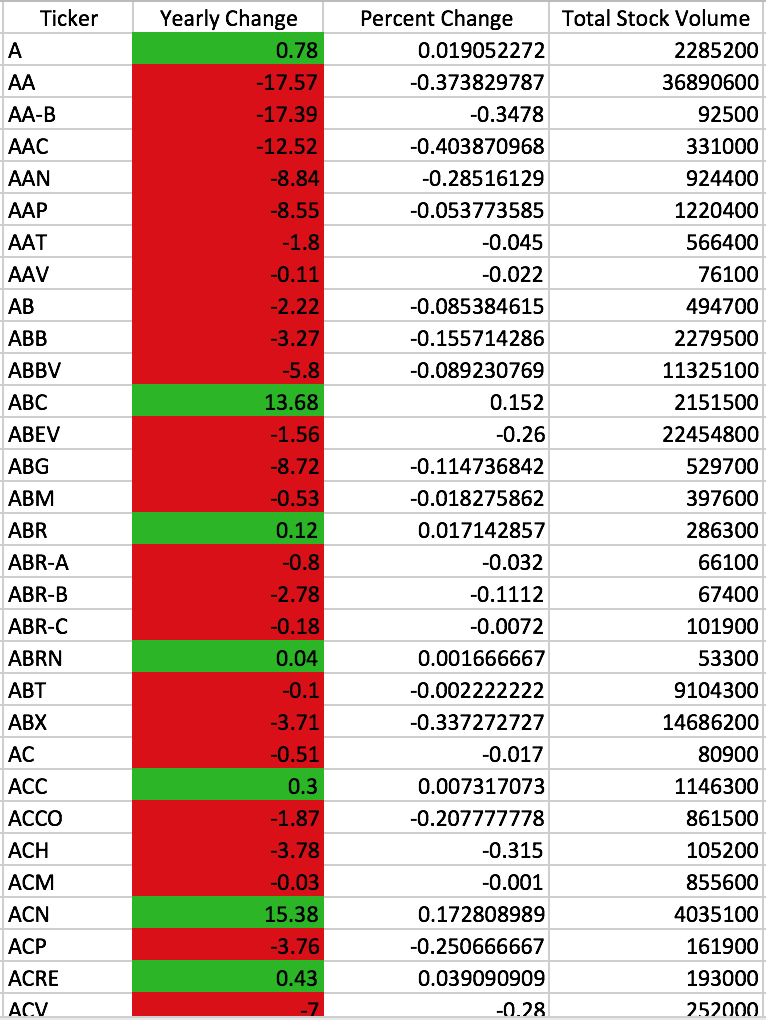 Ticker Yearly Change Percent Change Total Stock Volume
A 0.78 0.019052272 2285200
AA -17.57 -0.373829787 36890600
AA-B -17.39 -0.3478 92500
AAC -12.52 -0.403870968 331000
AAN -8.84 -0.28516129 924400
AAP -8.55 -0.053773585 1220400
AAT -1.8 -0.045 566400
AAV -0.11 -0.022 76100
AB -2.22 -0.085384615 494700
ABB -3.27 -0.155714286 2279500
ABBV -5.8 -0.089230769 11325100
ABC 13.68 0.152 2151500
ABEV -1.56 -0.26 22454800
ABG -8.72 -0.114736842 529700
ABM -0.53 -0.018275862 397600
ABR 0.12 0.017142857 286300
ABR-A -0.8 -0.032 66100
ABR-B -2.78 -0.1112 67400
ABR-C -0.18 -0.0072 101900
ABRN 0.04 0.001666667 53300
ABT -0.1 -0.002222222 9104300
ABX -3.71 -0.337272727 14686200
AC -0.51 -0.017 80900
ACC 0.3 0.007317073 1146300
ACCO -1.87 -0.207777778 861500
ACH -3.78 -0.315 105200
ACM -0.03 -0.001 855600
ACN 15.38 0.172808989 4035100
ACP -3.76 -0.250666667 161900
ACRE 0.43 0.039090909 193000
ACV -7 -0.28 252000